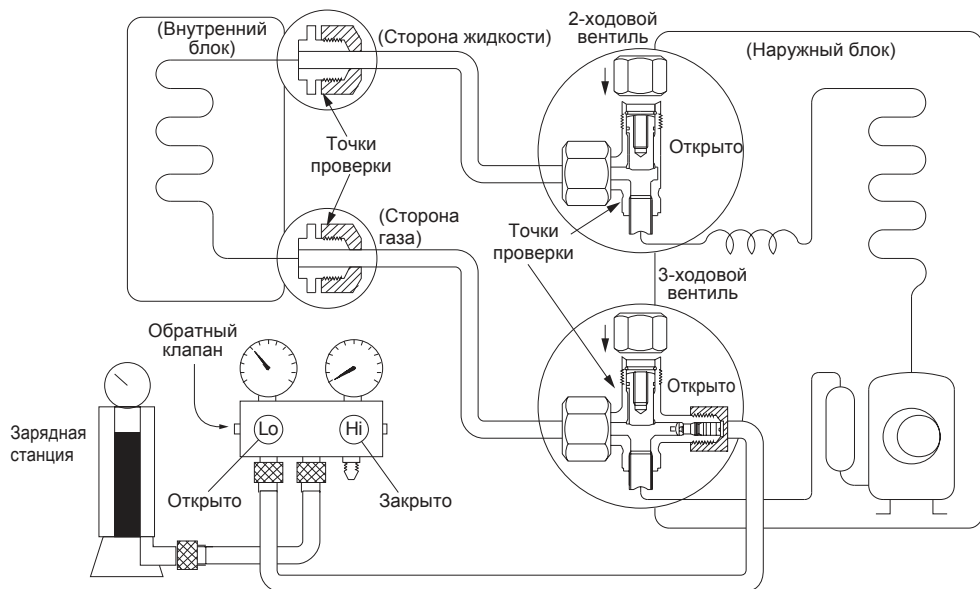 (Внутренний
блок)
(Сторона жидкости)
2-ходовой
вентиль
(Наружный блок)
Открыто
Точки
проверки
(Сторона
газа)
Точки
проверки
3-ходовой
вентиль
Обратный
клапан
Открыто
Зарядная
станция
Lo
Hi
Открыто
Закрыто